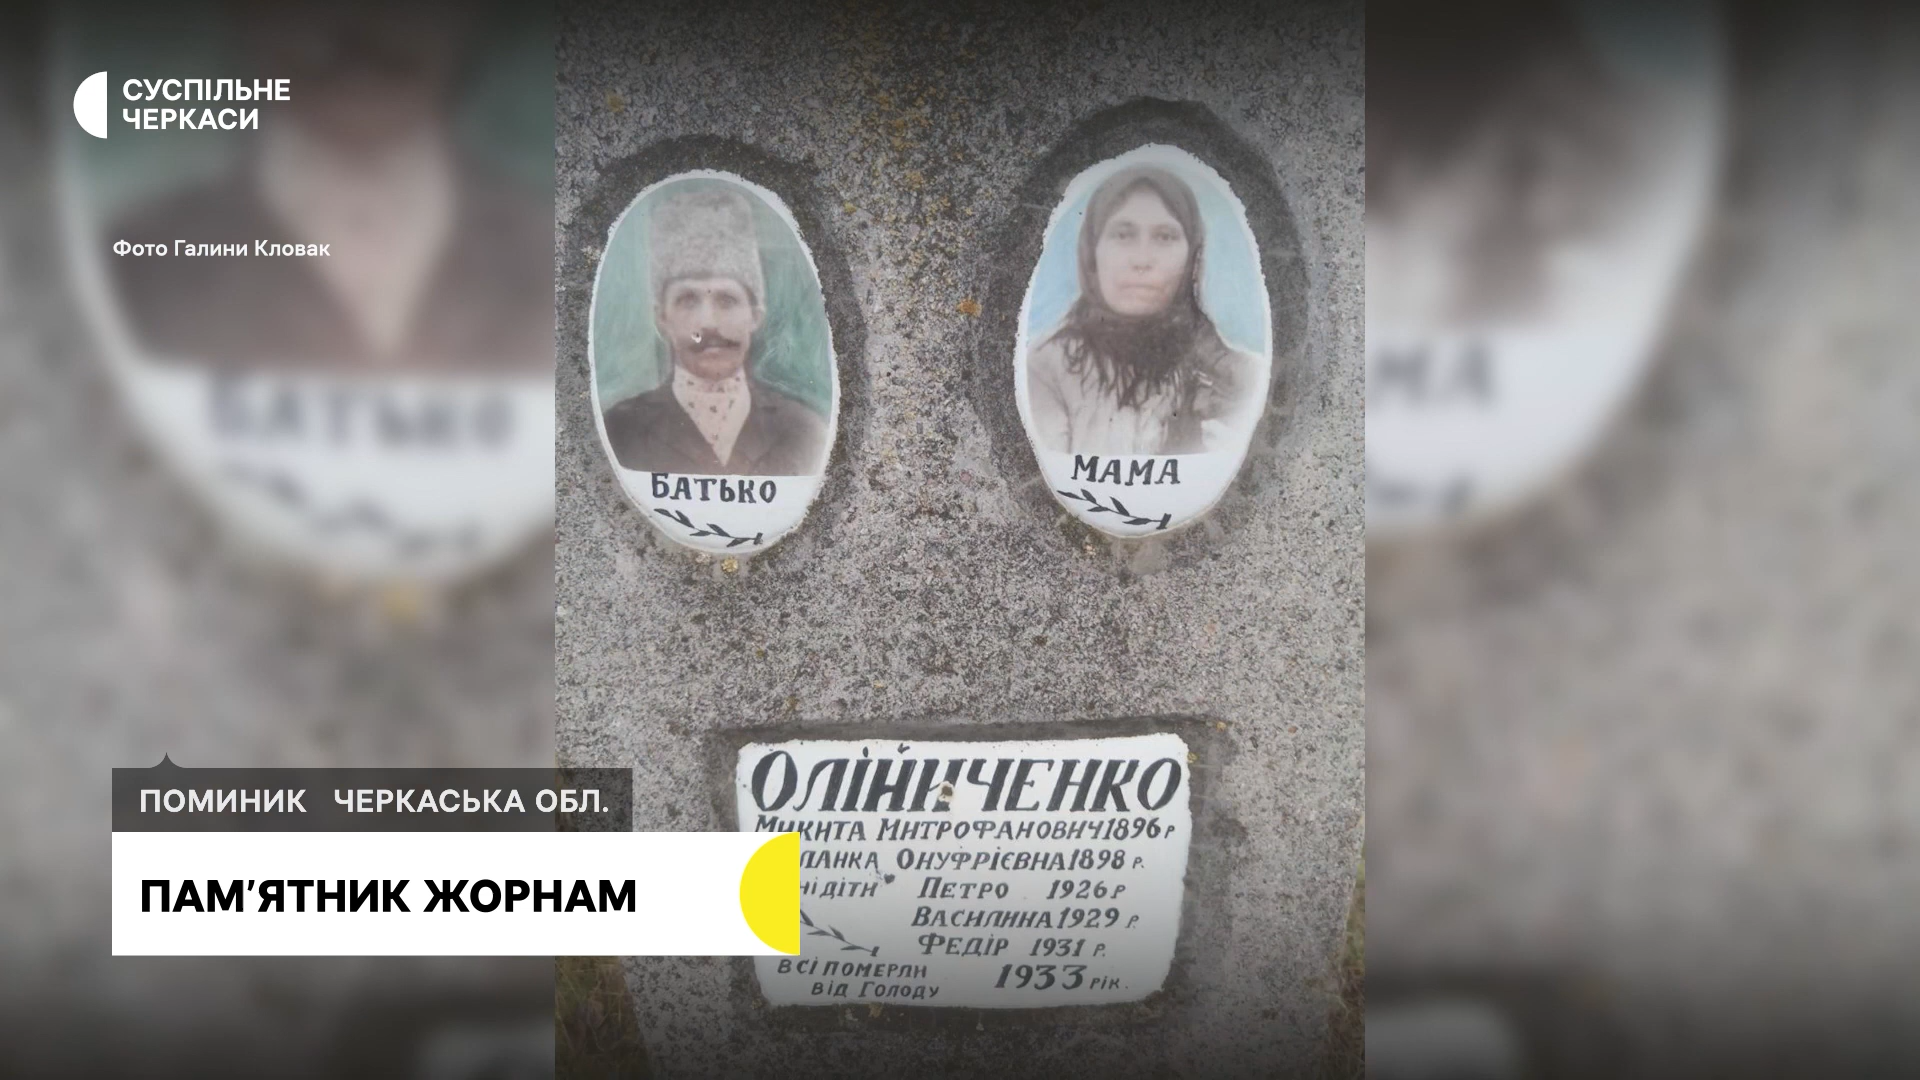 СУСПІЛЬНЕ
ЧЕРКАСИ
Фото Галини Кловак
БАТЬКО
МАМА
ОЛІЙНИЧЕНКО
МИКИТА МИТРОФАНОВИЧ 1896 р
ОНУФРІЄВНА 1898 р.
ДІТИ ПЕТРО 1926 р
ВАСИЛИНА 1929 р.
ФЕДІР 1931 р.
ВСІ ПОМЕРЛИ
ВІД ГОЛОДУ
1933 рік.
ПОМИНИК ЧЕРКАСЬКА ОБЛ.
ПАМ’ЯТНИК ЖОРНАМ